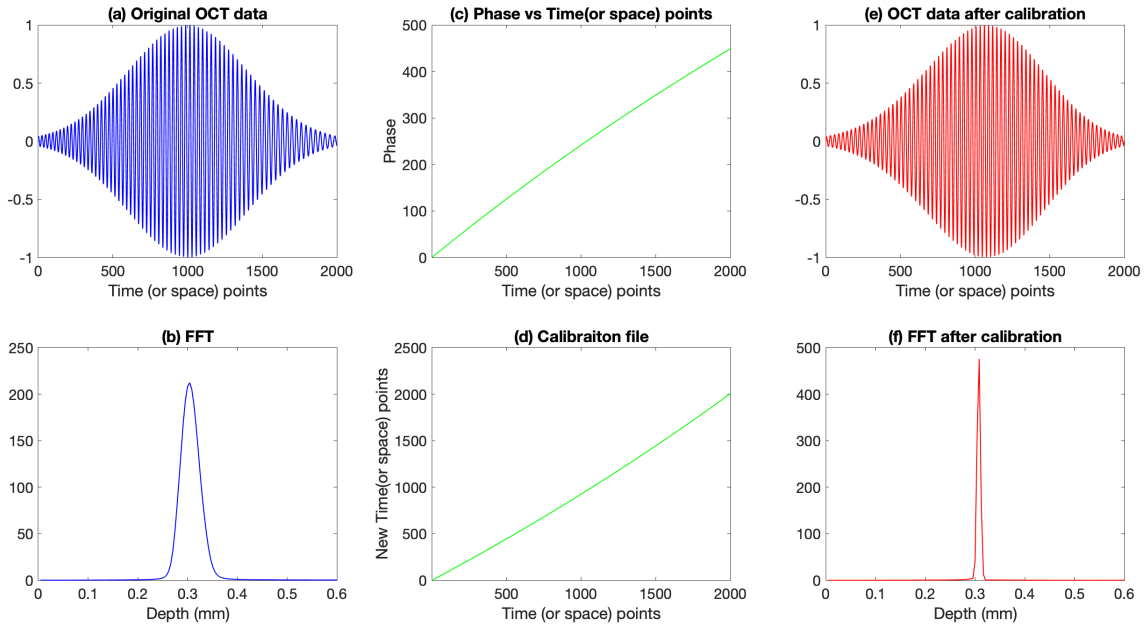 (a) Original OCT data
1
0.5
0
-0.5
-1
0 500 1000 1500 2000
Time (or space) points
(c) Phase vs Time(or space) points
500
400
300
200
100
0
Phase
500 1000 1500 2000
Time (or space) points
(e) OCT data after calibration
1
0.5
0
-0.5
-1
0 500 1000 1500 2000
Time (or space) points
(b) FFT
250
200
150
100
50
0
0 0.1 0.2 0.3 0.4 0.5 0.6
Depth (mm)
(d) Calibraiton file
2500
2000
1500
1000
500
0
New Time(or space) points
500 1000 1500 2000
Time (or space) points
(f) FFT after calibration
500
400
300
200
100
0
0 0.1 0.2 0.3 0.4 0.5 0.6
Depth (mm)